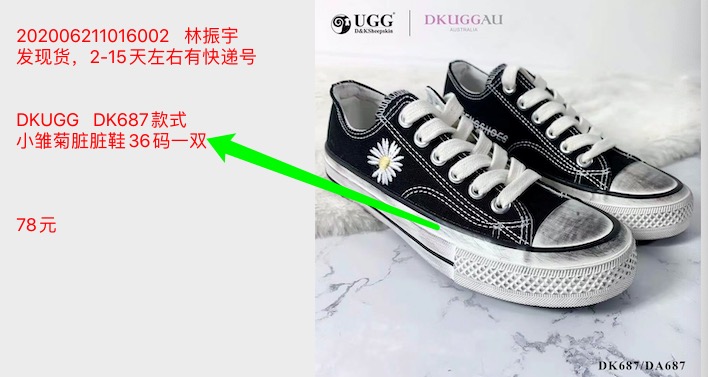 202006211016002 林振宇
发现货，2-15天左右有快递号
DKUGG DK687款式
小雏菊脏脏鞋36码一双
78元
UGG
D&KSheepskin
DKUGGAU
AUSTRALIA
DK687/DA687